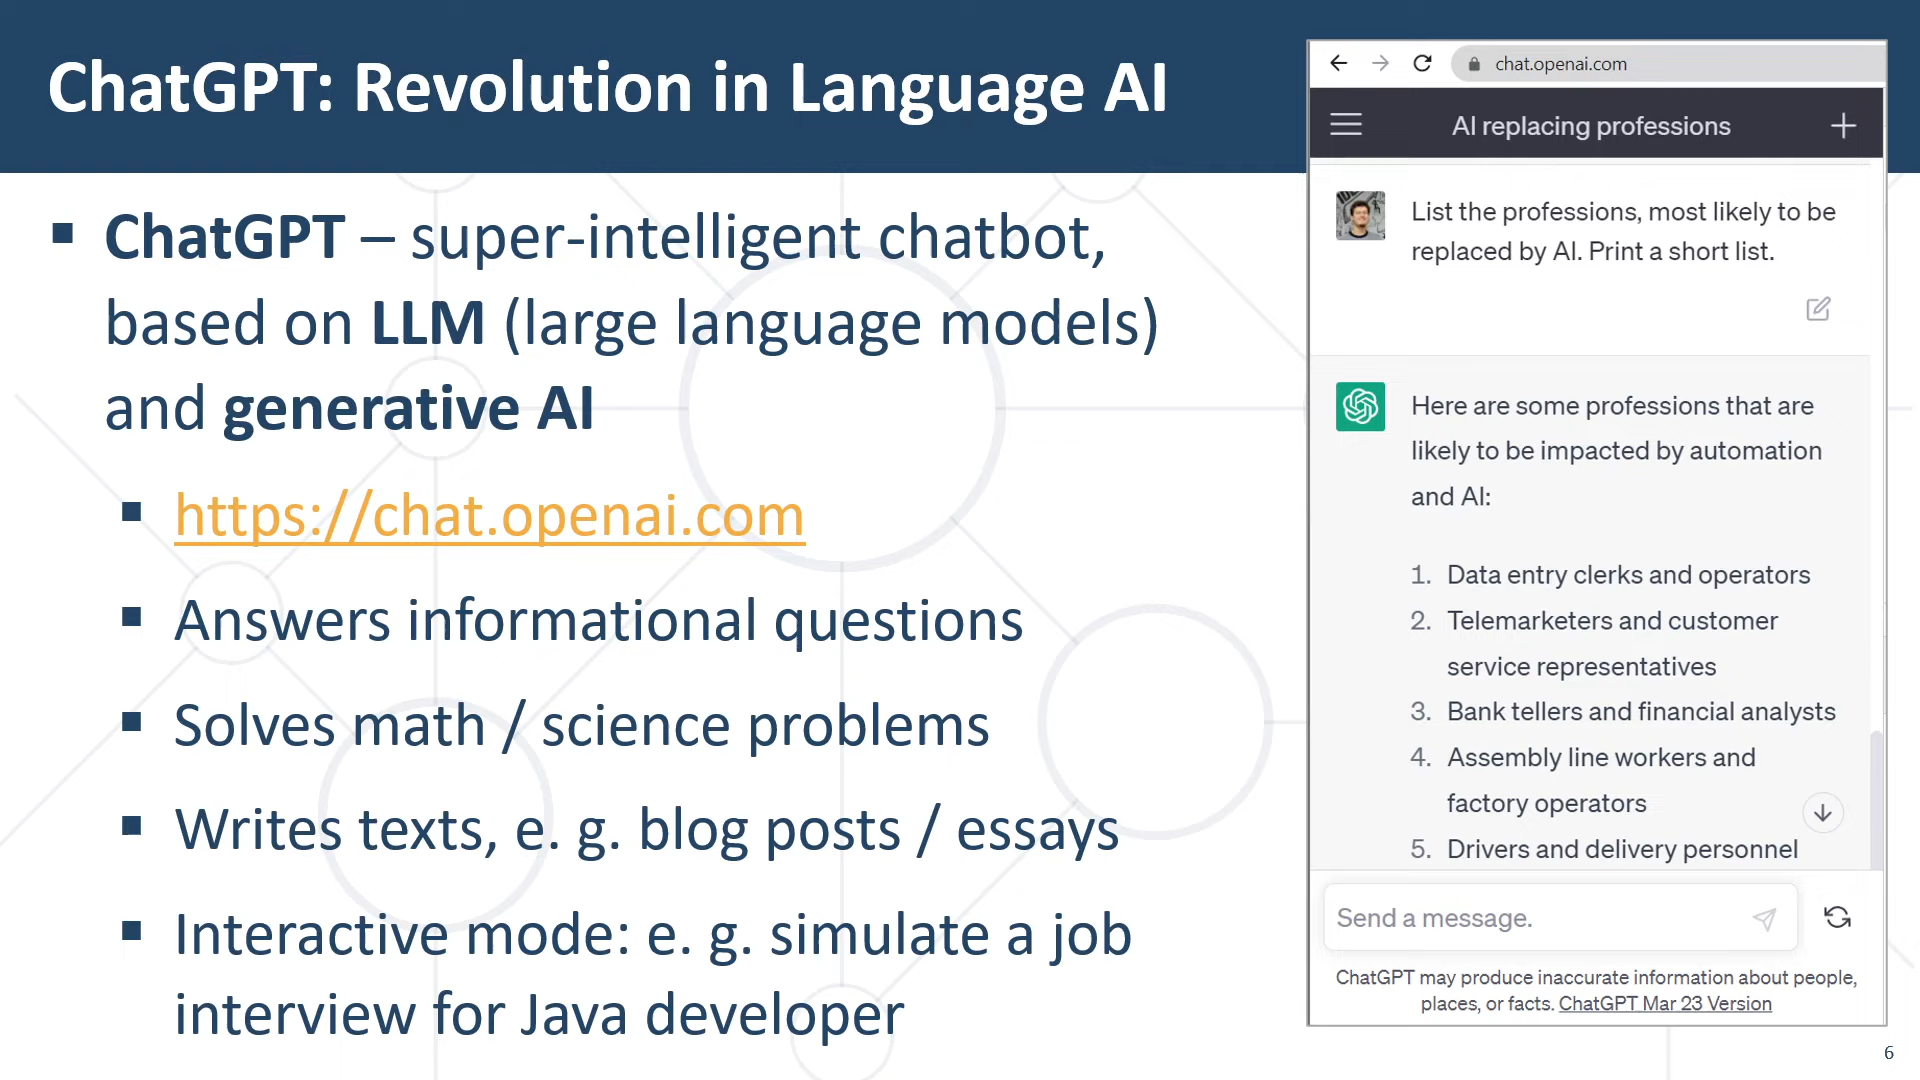 ChatGPT: Revolution in Language AI
▪ ChatGPT – super-intelligent chatbot,
based on LLM (large language models)
and generative AI
▪ https://chat.openai.com
▪ Answers informational questions
▪ Solves math / science problems
▪ Writes texts, e. g. blog posts / essays
▪ Interactive mode: e. g. simulate a job
interview for Java developer
chat.openai.com
AI replacing professions
List the professions, most likely to be
replaced by AI. Print a short list.
Here are some professions that are
likely to be impacted by automation
and AI:
1. Data entry clerks and operators
2. Telemarketers and customer
service representatives
3. Bank tellers and financial analysts
4. Assembly line workers and
factory operators
5. Drivers and delivery personnel
Send a message.
ChatGPT may produce inaccurate information about people,
places, or facts. ChatGPT Mar 23 Version
6